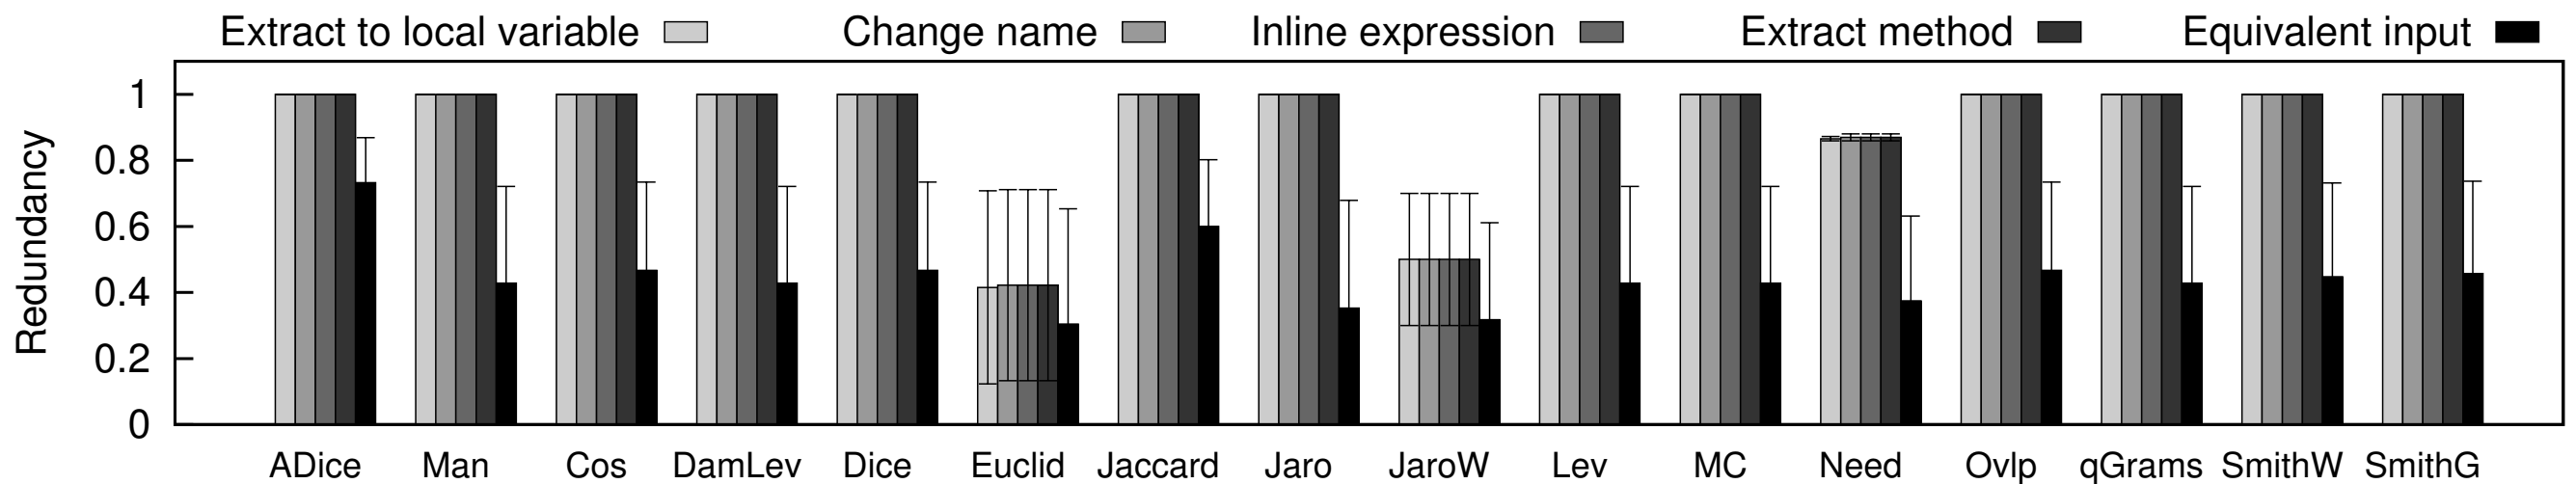 Extract to local variable Change name Inline expression Extract method Equivalent input
Redundancy
1
0.8
0.6
0.4
0.2
0
ADice Man Cos DamLev Dice Euclid Jaccard Jaro JaroW Lev MC Need Ovlp qGrams SmithW SmithG